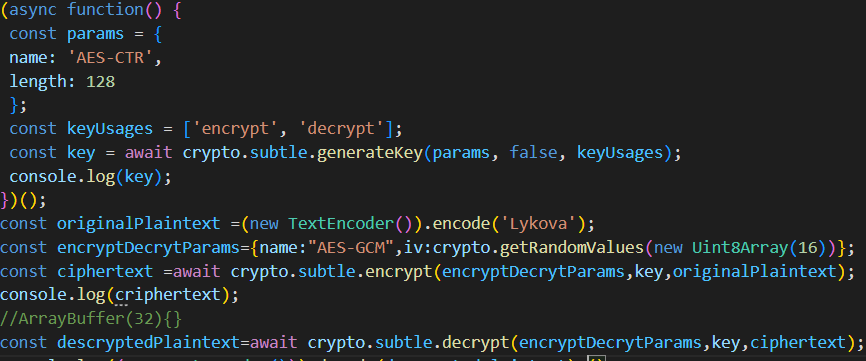 (async function() {
const params = {
name: 'AES-CTR',
length: 128
};
const keyUsages = ['encrypt', 'decrypt'];
const key = await crypto.subtle.generateKey(params, false, keyUsages);
console.log(key);
})();
const originalPlaintext =(new TextEncoder()).encode('Lykova');
const encryptDecrytParams={name:"AES-GCM",iv:crypto.getRandomValues(new Uint8Array(16))};
const ciphertext =await crypto.subtle.encrypt(encryptDecrytParams,key,originalPlaintext);
console.log(criphertext);
//ArrayBuffer(32){}
const descryptedPlaintext=await crypto.subtle.decrypt(encryptDecrytParams,key,ciphertext);